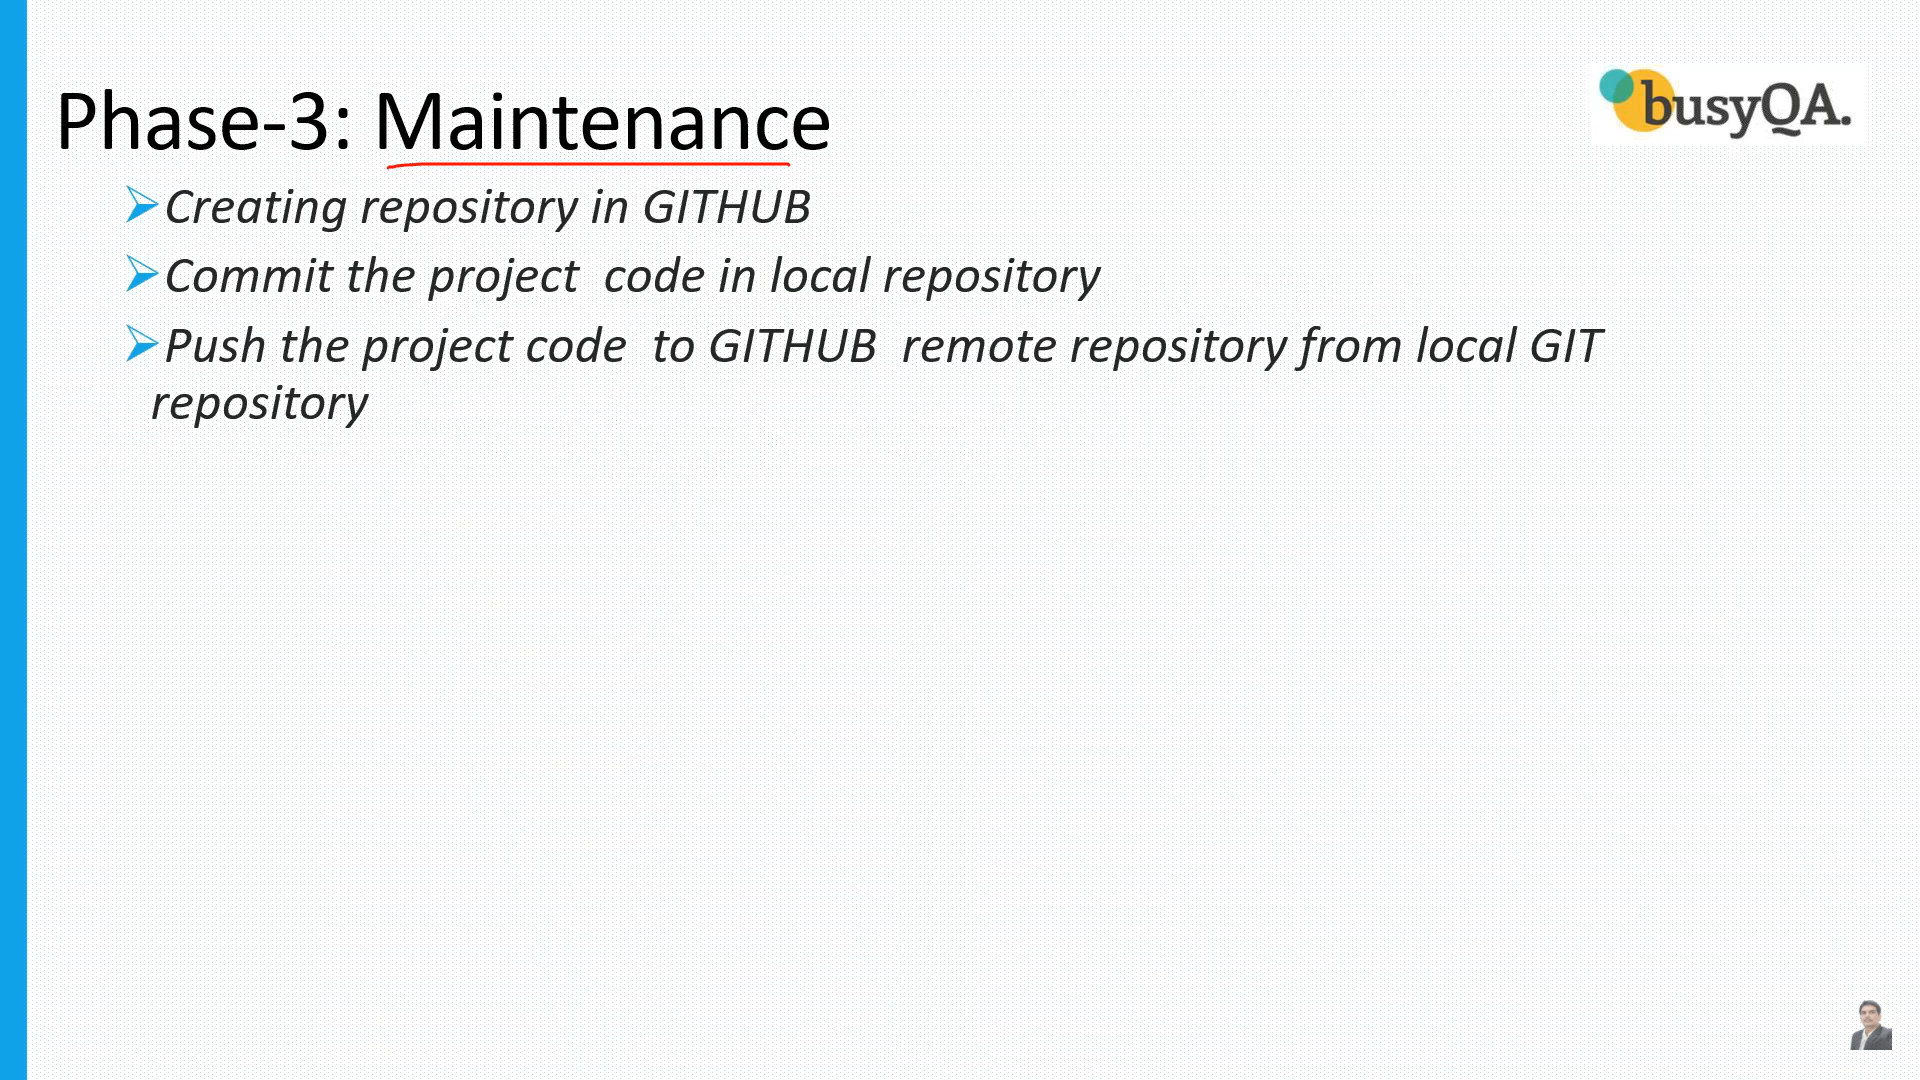 Phase-3: Maintenance
busyQA.
Creating repository in GITHUB
Commit the project  code in local repository
Push the project code  to GITHUB  remote repository from local GIT
repository